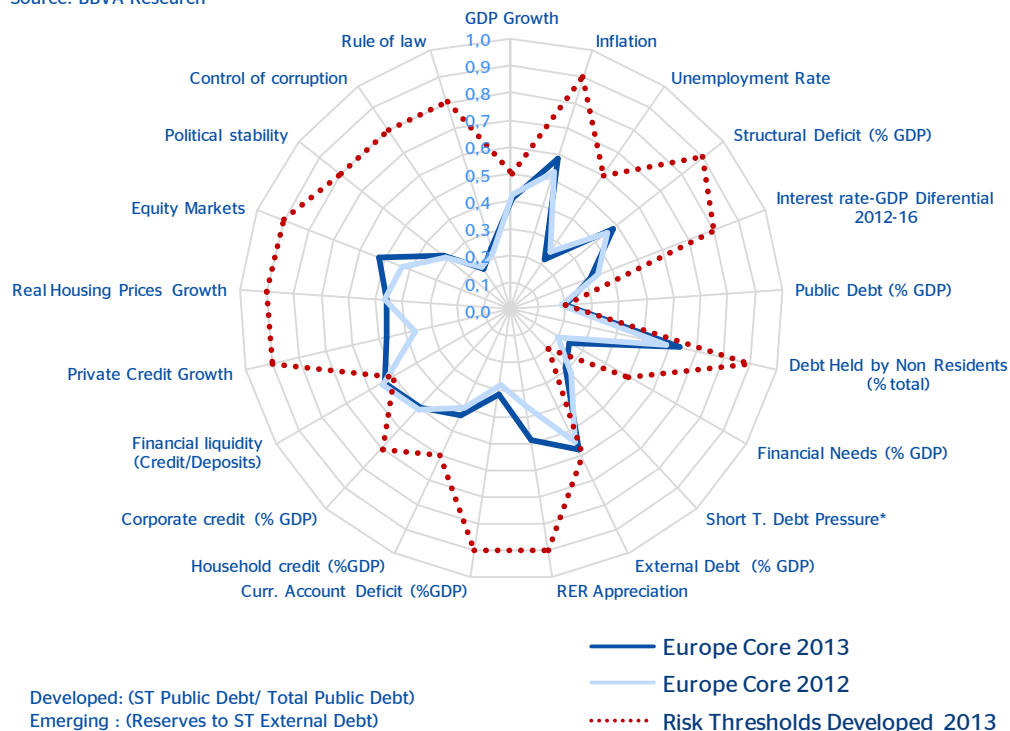 Source: BBVA Research
GDP Growth
Inflation
Unemployment Rate
Structural Deficit (% GDP)
Interest rate-GDP Diferential
2012-16
Public Debt (% GDP)
Debt Held by Non Residents
(% total)
Financial Needs (% GDP)
Short T. Debt Pressure*
External Debt (% GDP)
RER Appreciation
Curr. Account Deficit (%GDP)
Household credit (%GDP)
Corporate credit (% GDP)
Financial liquidity
(Credit/Deposits)
Private Credit Growth
Real Housing Prices Growth
Equity Markets
Political stability
Control of corruption
Rule of law
1,0
0,9
0,8
0,7
0,6
0,5
0,4
0,3
0,2
0,1
0,0
Europe Core 2013
Europe Core 2012
Risk Thresholds Developed 2013
Developed: (ST Public Debt/ Total Public Debt)
Emerging : (Reserves to ST External Debt)